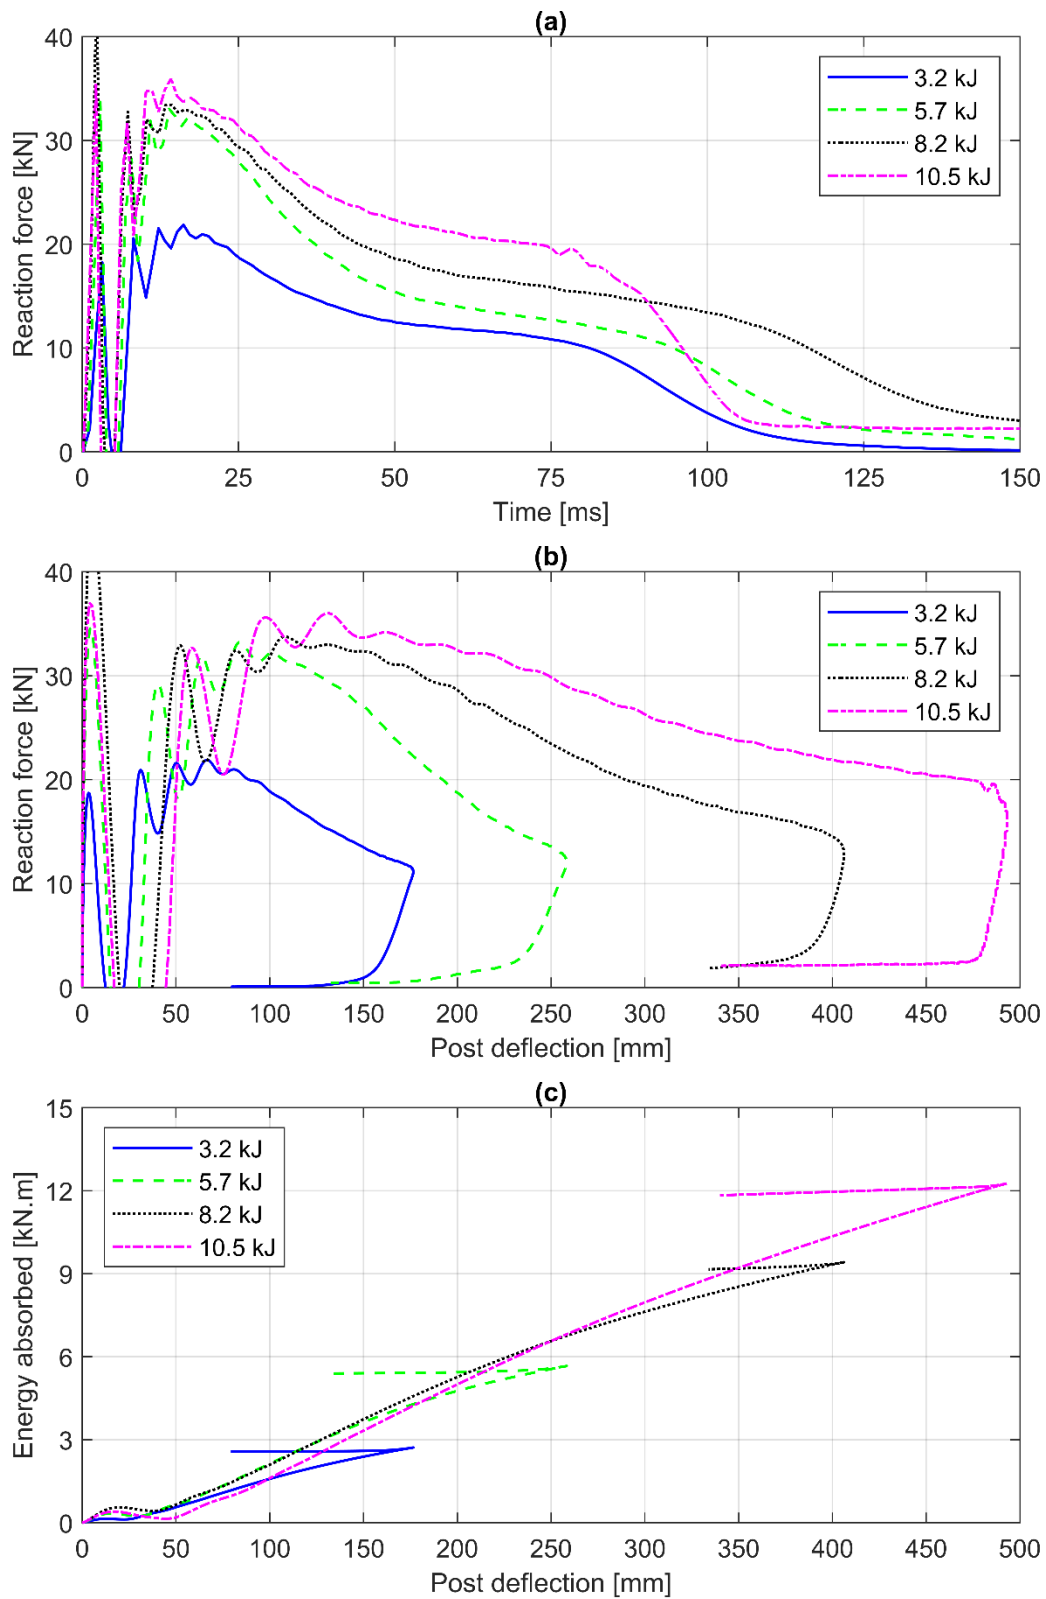 (a)
40
30
20
10
0
Reaction force [kN]
3.2 kJ
5.7 kJ
8.2 kJ
10.5 kJ
0 25 50 75 100 125 150
Time [ms]
(b)
40
30
20
10
0
Reaction force [kN]
3.2 kJ
5.7 kJ
8.2 kJ
10.5 kJ
0 50 100 150 200 250 300 350 400 450 500
Post deflection [mm]
(c)
15
12
9
6
3
0
Energy absorbed [kN.m]
3.2 kJ
5.7 kJ
8.2 kJ
10.5 kJ
0 50 100 150 200 250 300 350 400 450 500
Post deflection [mm]